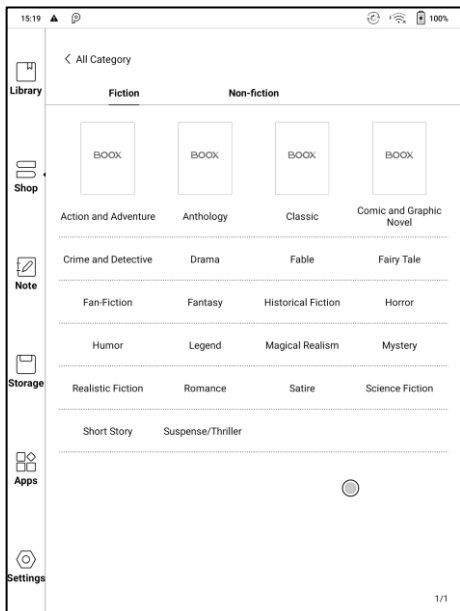 15:19
100%
All Category
Library
Fiction Non-fiction
BOOX BOOX BOOX BOOX
Shop
Action and Adventure Anthology Classic Comic and Graphic
Novel
Crime and Detective Drama Fable Fairy Tale
Note
Fan-Fiction Fantasy Historical Fiction Horror
Humor Legend Magical Realism Mystery
Storage
Realistic Fiction Romance Satire Science Fiction
Short Story Suspense/Thriller
Apps
Settings
1/1